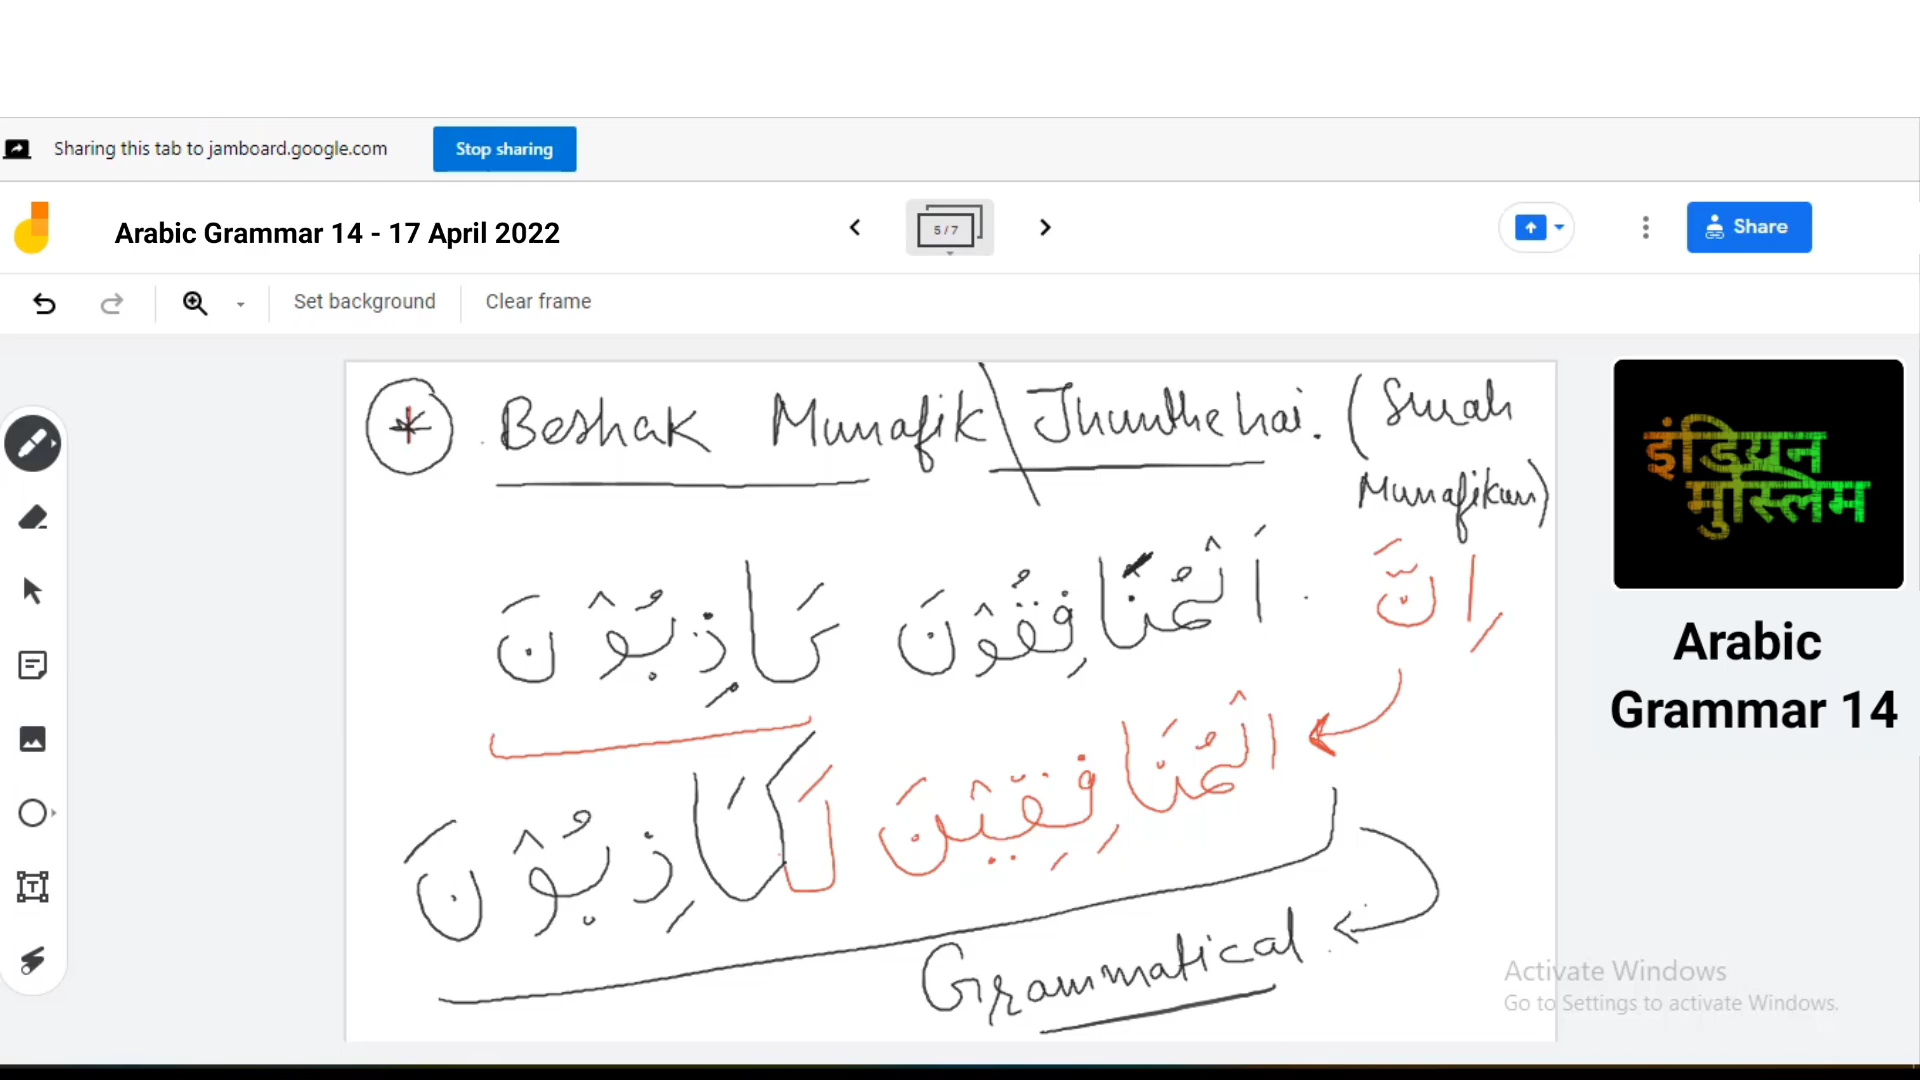 Sharing this tab to jamboard.google.com
Stop sharing
Arabic Grammar 14 - 17 April 2022
5 / 7
Share
Set background
Clear frame
* Beshak Munafik Jhunthe hai. (Surah
Munafikun)
اِنَّ اَلْمُنَافِقُوْنَ كَاذِبُوْنَ
الْمُنَافِقِيْنَ لَكَاذِبُوْنَ
Grammatical
इंडियन
मुस्लिम
Arabic
Grammar 14
Activate Windows
Go to Settings to activate Windows.